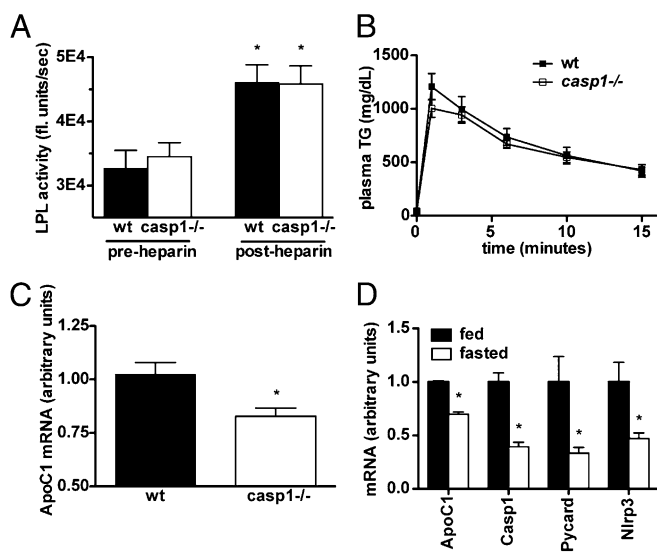 A
LPL activity (fl. units/sec)
5E4
4E4
3E4
* *
wt casp1-/- wt casp1-/-
pre-heparin post-heparin
B
plasma TG (mg/dL)
1500
1000
500
0
wt
casp1-/-
0 5 10 15
time (minutes)
C
ApoC1 mRNA (arbitrary units)
1.25
1.00
0.75
0.50
*
wt casp1-/-
D
mRNA (arbitrary units)
1.5
1.0
0.5
0.0
fed
fasted
* * * *
ApoC1 Casp1 Pycard Nlrp3